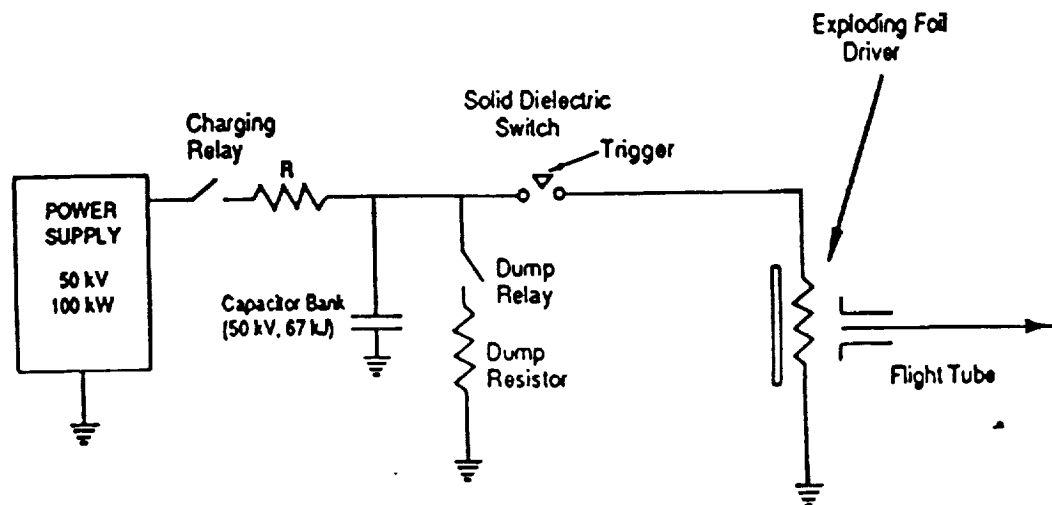 Exploding Foil
Driver
Solid Dielectric
Switch
Trigger
Charging
Relay
R
POWER
SUPPLY
50 kV
100 kW
Capacitor Bank
(50 kV, 67 kJ)
Dump
Relay
Dump
Resistor
Flight Tube